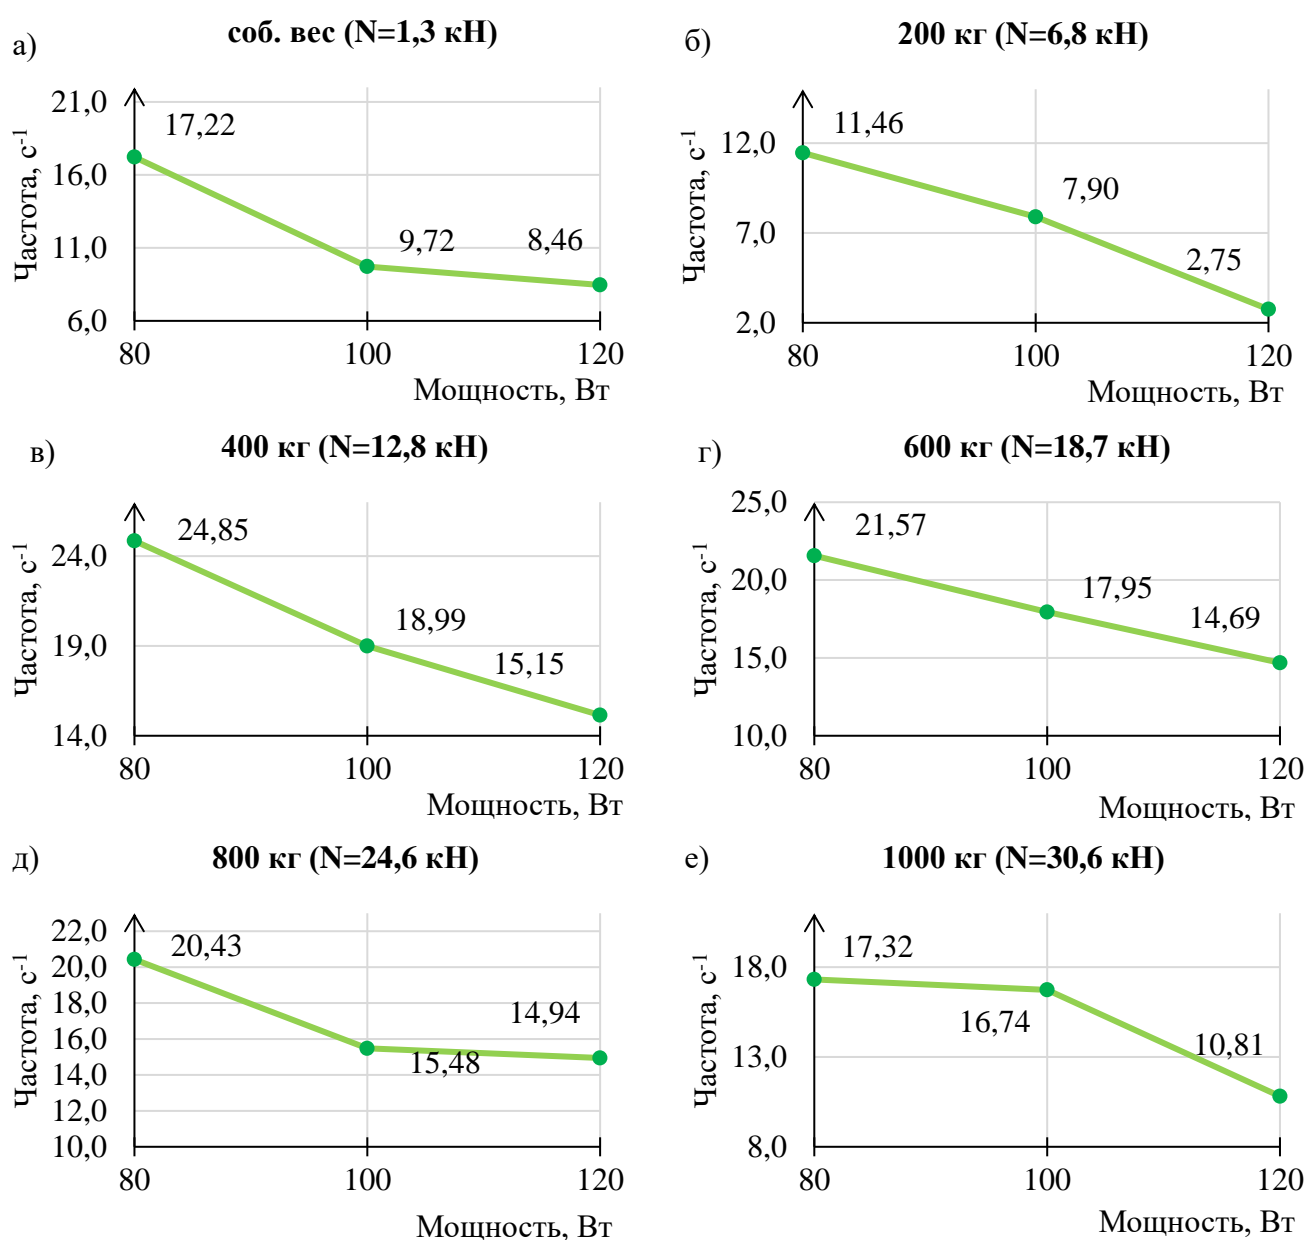 а)
соб. вес (N=1,3 кН)
Частота, с⁻¹
21,0
16,0
11,0
6,0
17,22
9,72
8,46
80
100
120
Мощность, Вт
б)
200 кг (N=6,8 кН)
Частота, с⁻¹
12,0
7,0
2,0
11,46
7,90
2,75
80
100
120
Мощность, Вт
в)
400 кг (N=12,8 кН)
Частота, с⁻¹
24,0
19,0
14,0
24,85
18,99
15,15
80
100
120
Мощность, Вт
г)
600 кг (N=18,7 кН)
Частота, с⁻¹
25,0
20,0
15,0
10,0
21,57
17,95
14,69
80
100
120
Мощность, Вт
д)
800 кг (N=24,6 кН)
Частота, с⁻¹
22,0
20,0
18,0
16,0
14,0
12,0
10,0
20,43
15,48
14,94
80
100
120
Мощность, Вт
е)
1000 кг (N=30,6 кН)
Частота, с⁻¹
18,0
13,0
8,0
17,32
16,74
10,81
80
100
120
Мощность, Вт